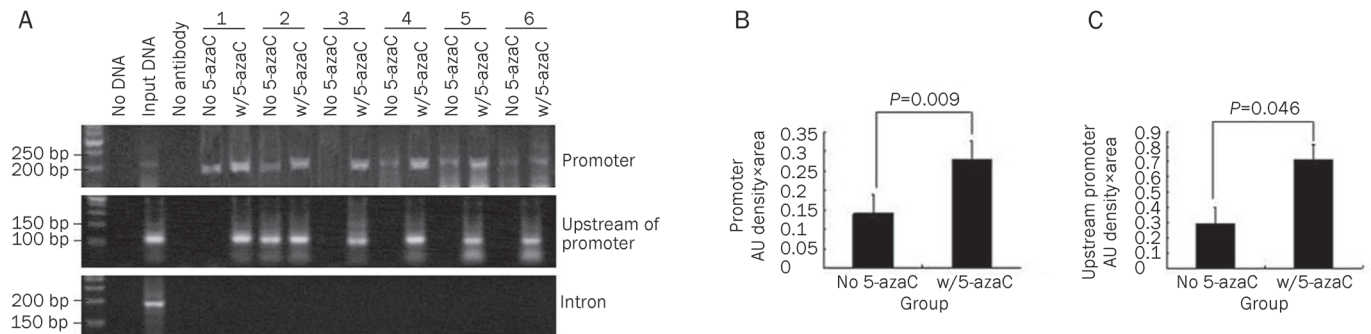 A
No DNA
Input DNA
No antibody
1
No 5-azaC
w/5-azaC
2
No 5-azaC
w/5-azaC
3
No 5-azaC
w/5-azaC
4
No 5-azaC
w/5-azaC
5
No 5-azaC
w/5-azaC
6
No 5-azaC
w/5-azaC
250 bp
200 bp
Promoter
150 bp
100 bp
Upstream of
promoter
200 bp
150 bp
Intron
B
P=0.009
Promoter
AU density×area
0.35
0.3
0.25
0.2
0.15
0.1
0.05
0
No 5-azaC w/5-azaC
Group
C
P=0.046
Upstream promoter
AU density×area
0.9
0.8
0.7
0.6
0.5
0.4
0.3
0.2
0.1
0
No 5-azaC w/5-azaC
Group